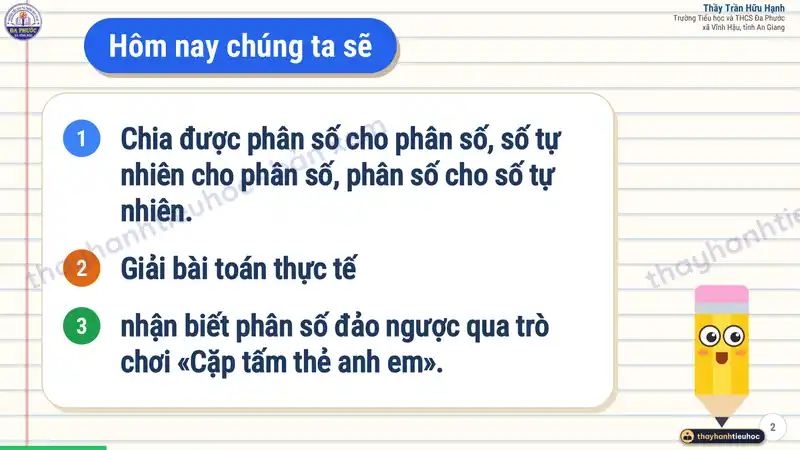 Thầy Trần Hữu Hạnh
Trường Tiểu học và THCS Đa Phước
xã Vĩnh Hậu, tỉnh An Giang
ĐA PHƯỚC
Hôm nay chúng ta sẽ
1 Chia được phân số cho phân số, số tự
nhiên cho phân số, phân số cho số tự
nhiên.
2 Giải bài toán thực tế
3 nhận biết phân số đảo ngược qua trò
chơi «Cặp tấm thẻ anh em».
thayhanhtieuhoc
2